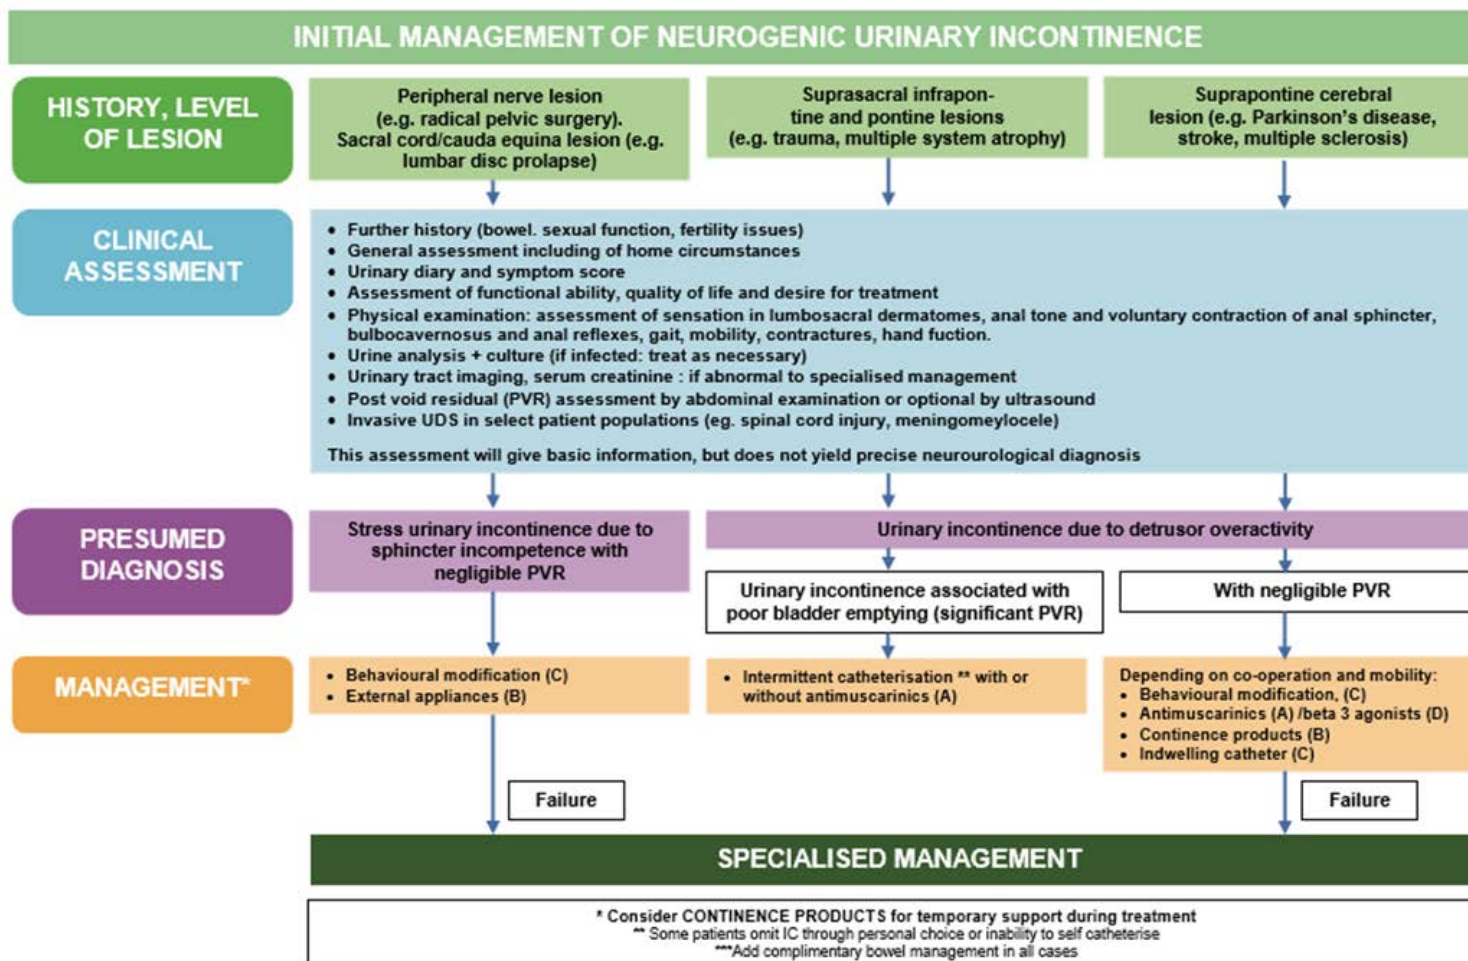 INITIAL MANAGEMENT OF NEUROGENIC URINARY INCONTINENCE
HISTORY, LEVEL
OF LESION
Peripheral nerve lesion
(e.g. radical pelvic surgery).
Sacral cord/cauda equina lesion (e.g.
lumbar disc prolapse)
Suprasacral infrapon-
tine and pontine lesions
(e.g. trauma, multiple system atrophy)
Suprapontine cerebral
lesion (e.g. Parkinson's disease,
stroke, multiple sclerosis)
CLINICAL
ASSESSMENT
• Further history (bowel. sexual function, fertility issues)
• General assessment including of home circumstances
• Urinary diary and symptom score
• Assessment of functional ability, quality of life and desire for treatment
• Physical examination: assessment of sensation in lumbosacral dermatomes, anal tone and voluntary contraction of anal sphincter,
bulbocavernosus and anal reflexes, gait, mobility, contractures, hand fuction.
• Urine analysis + culture (if infected: treat as necessary)
• Urinary tract imaging, serum creatinine : if abnormal to specialised management
• Post void residual (PVR) assessment by abdominal examination or optional by ultrasound
• Invasive UDS in select patient populations (eg. spinal cord injury, meningomeylocele)
This assessment will give basic information, but does not yield precise neurourological diagnosis
PRESUMED
DIAGNOSIS
Stress urinary incontinence due to
sphincter incompetence with
negligible PVR
Urinary incontinence due to detrusor overactivity
Urinary incontinence associated with
poor bladder emptying (significant PVR)
With negligible PVR
MANAGEMENT*
• Behavioural modification (C)
• External appliances (B)
• Intermittent catheterisation ** with or
without antimuscarinics (A)
Depending on co-operation and mobility:
• Behavioural modification, (C)
• Antimuscarinics (A) /beta 3 agonists (D)
• Continence products (B)
• Indwelling catheter (C)
Failure
Failure
SPECIALISED MANAGEMENT
* Consider CONTINENCE PRODUCTS for temporary support during treatment
** Some patients omit IC through personal choice or inability to self catheterise
***Add complimentary bowel management in all cases